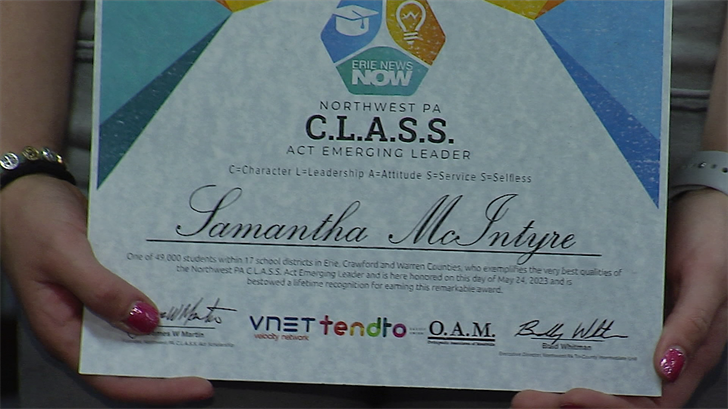 ERIE NEWS
NOW
NORTHWEST PA
C.L.A.S.S.
ACT EMERGING LEADER
C=Character L=Leadership A=Attitude S=Service S=Selfless
Samantha McIntyre
One of 49,000 students within 17 school districts in Erie, Crawford and Warren Counties, who exemplifies the very best qualities of
the Northwest PA C.L.A.S.S. Act Emerging Leader and is here honored on this day of May 24, 2023 and is
bestowed a lifetime recognition for earning this remarkable award.
W Martin
James W Martin
VNET
velocity network
tendto
O.A.M.
Brad Whitman